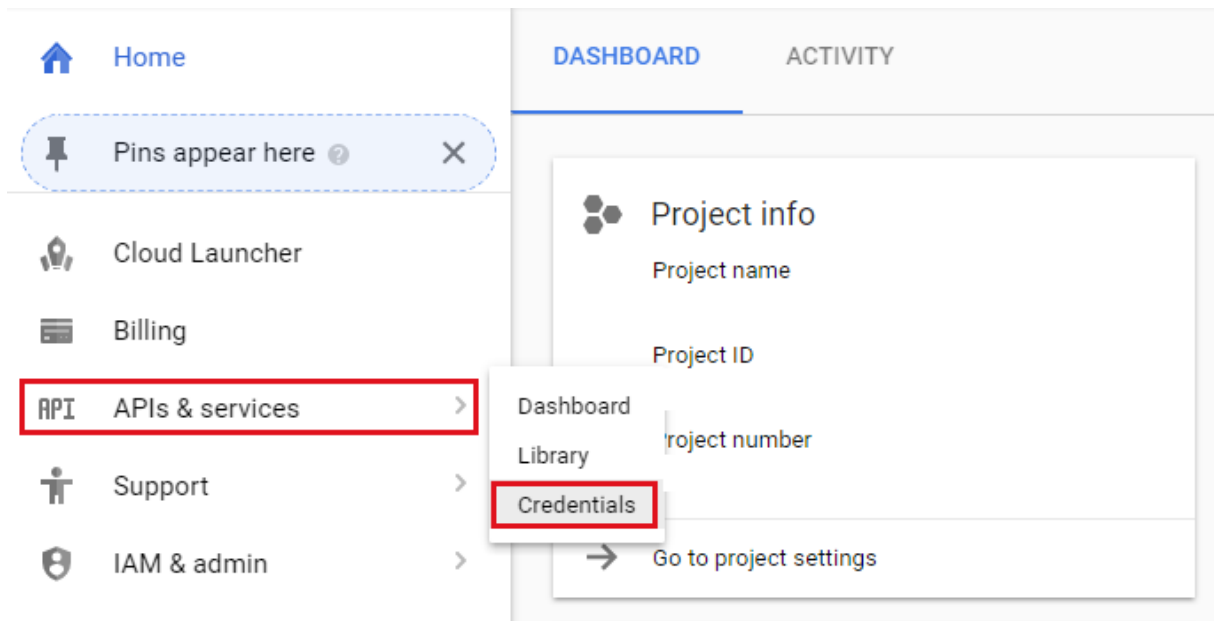 Home
DASHBOARD
ACTIVITY
Pins appear here ?
Cloud Launcher
Billing
API APIs & services
Support
IAM & admin
Dashboard
Library
Credentials
Project info
Project name
Project ID
roject number
Go to project settings